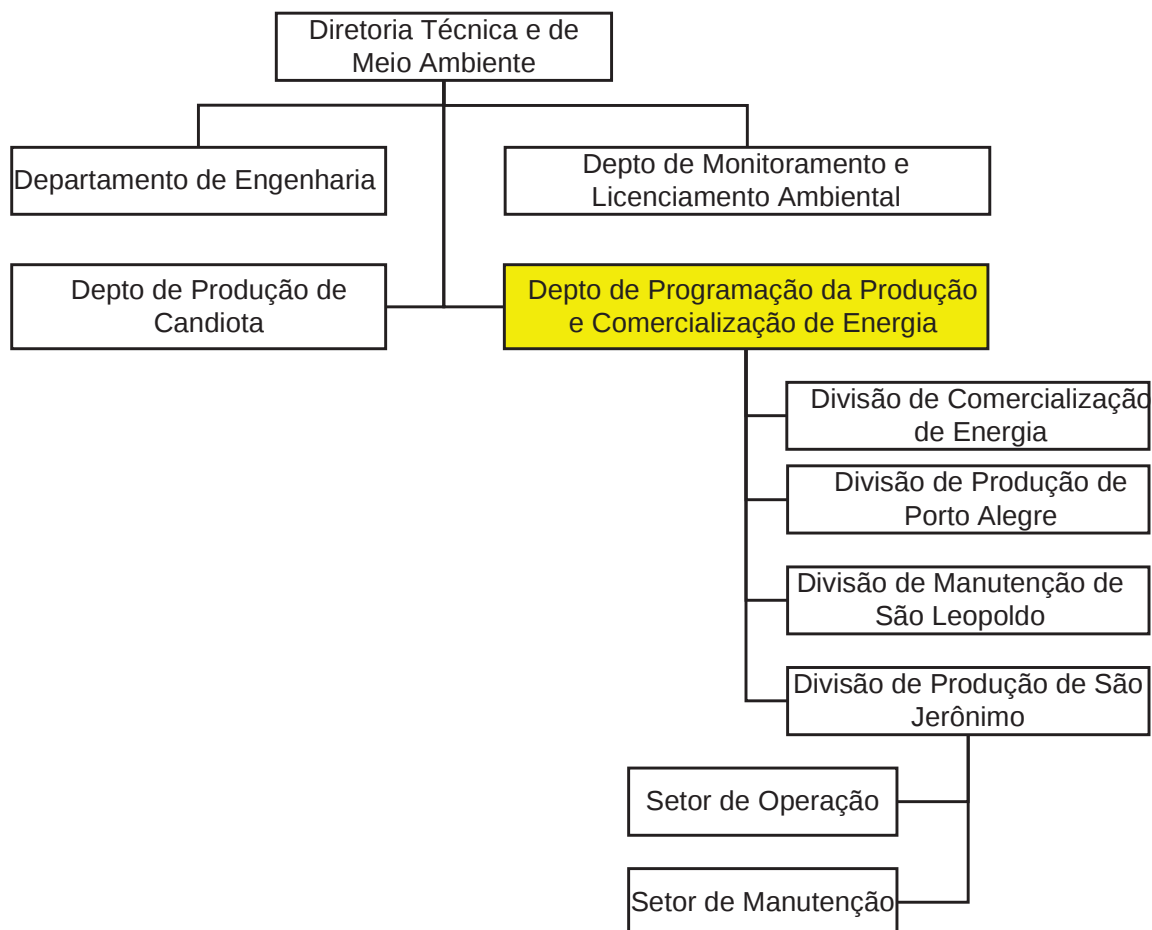 Diretoria Técnica e de
Meio Ambiente
Departamento de Engenharia
Depto de Monitoramento e
Licenciamento Ambiental
Depto de Produção de
Candiota
Depto de Programação da Produção
e Comercialização de Energia
Divisão de Comercialização
de Energia
Divisão de Produção de
Porto Alegre
Divisão de Manutenção de
São Leopoldo
Divisão de Produção de São
Jerônimo
Setor de Operação
Setor de Manutenção